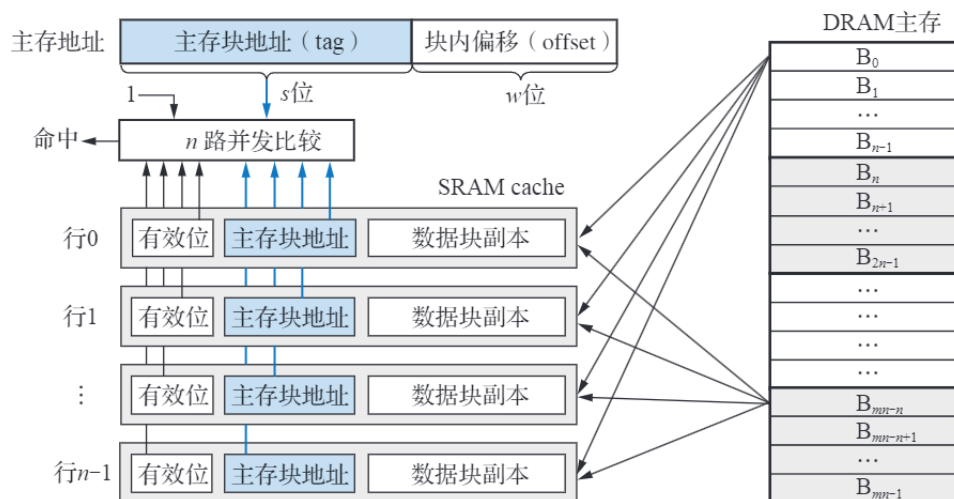 主存地址
主存块地址（tag）
块内偏移（offset）
s位
w位
1
命中
n 路并发比较
SRAM cache
行0
有效位
主存块地址
数据块副本
行1
有效位
主存块地址
数据块副本
⋮
有效位
主存块地址
数据块副本
行n−1
有效位
主存块地址
数据块副本
DRAM主存
B0
B1
…
Bn−1
Bn
Bn+1
…
B2n−1
…
…
…
…
Bmn−n
Bmn−n+1
…
Bmn−1